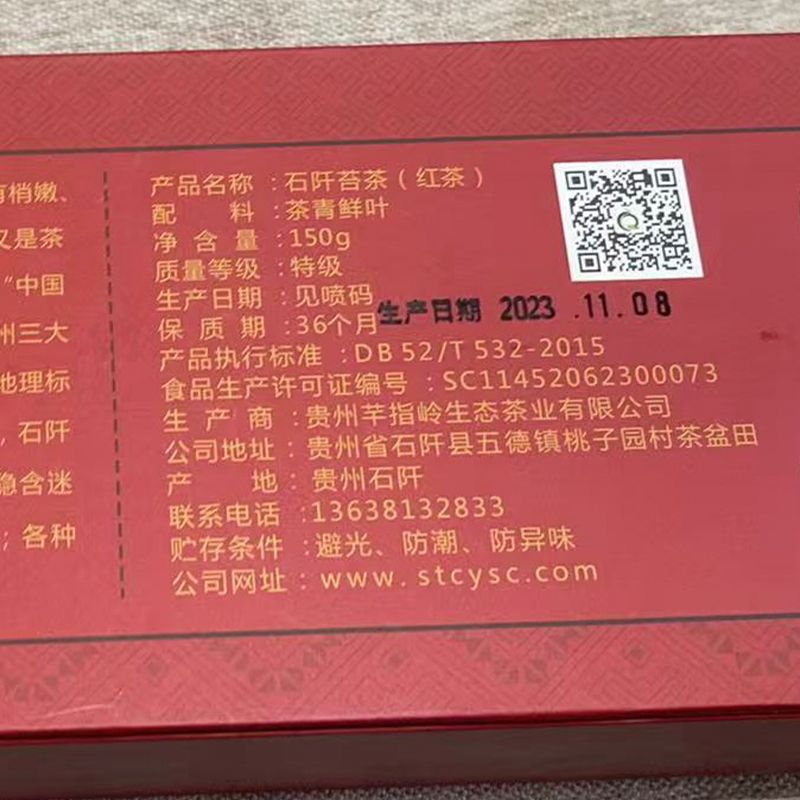 有梢嫩、
又是茶
“中国
州三大
地理标
，石阡
隐含迷
；各种
产品名称：石阡苔茶（红茶）
配料：茶青鲜叶
净含量：150g
质量等级：特级
生产日期：见喷码
生产日期 2023 .11.08
保质期：36个月
产品执行标准：DB 52/T 532-2015
食品生产许可证编号：SC11452062300073
生产商：贵州芊指岭生态茶业有限公司
公司地址：贵州省石阡县五德镇桃子园村茶盆田
产地：贵州石阡
联系电话：13638132833
贮存条件：避光、防潮、防异味
公司网址：www.stcysc.com